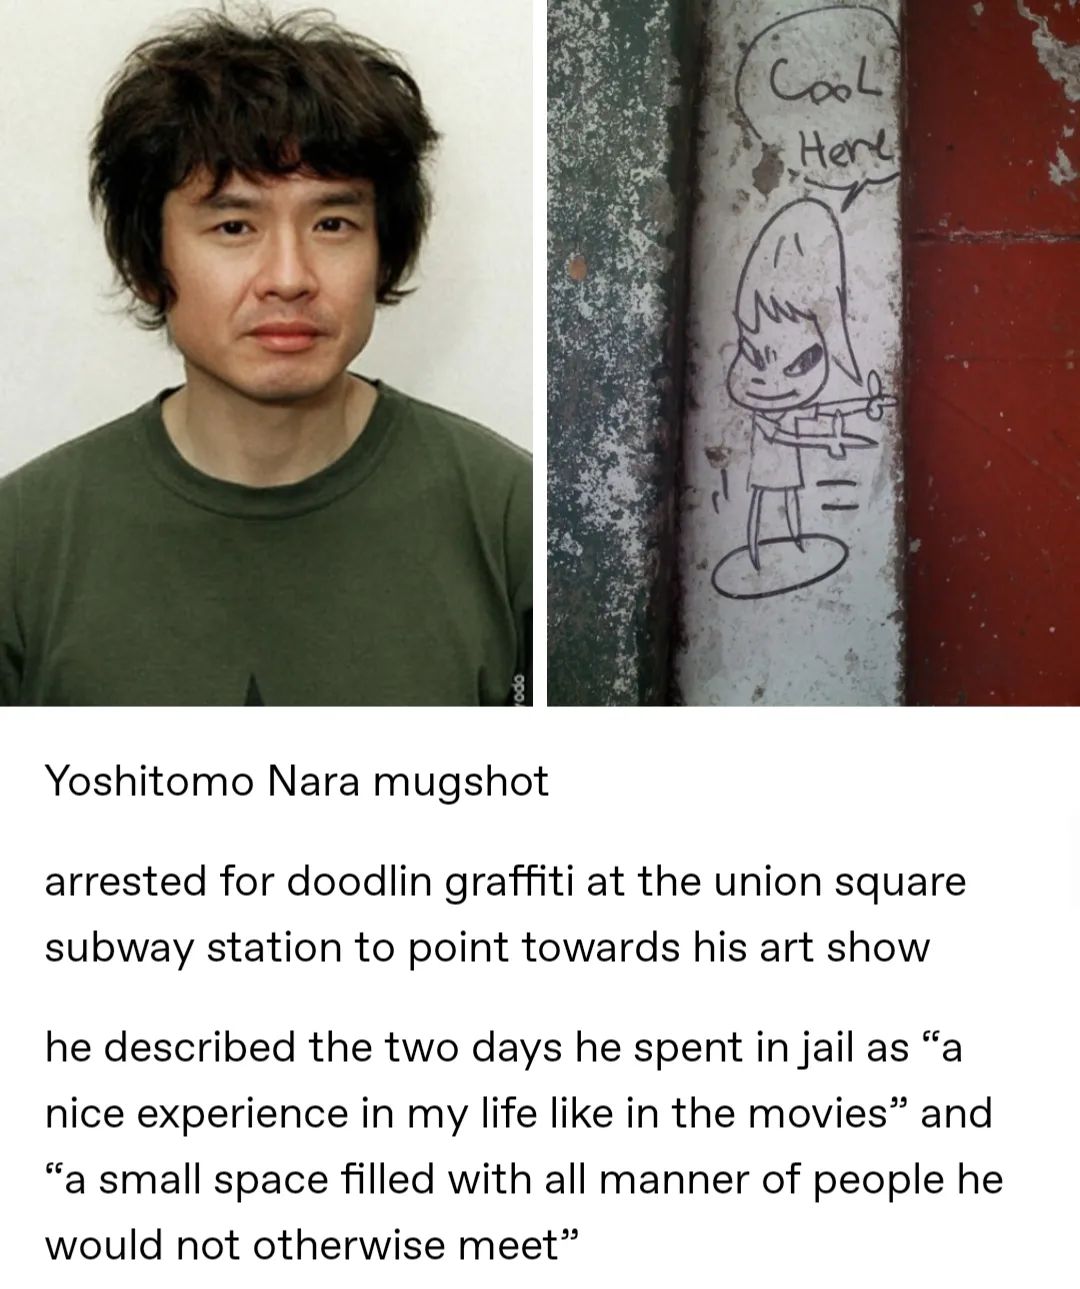 Cool
Here
yodo
Yoshitomo Nara mugshot
arrested for doodlin graffiti at the union square
subway station to point towards his art show
he described the two days he spent in jail as “a
nice experience in my life like in the movies” and
“a small space filled with all manner of people he
would not otherwise meet”